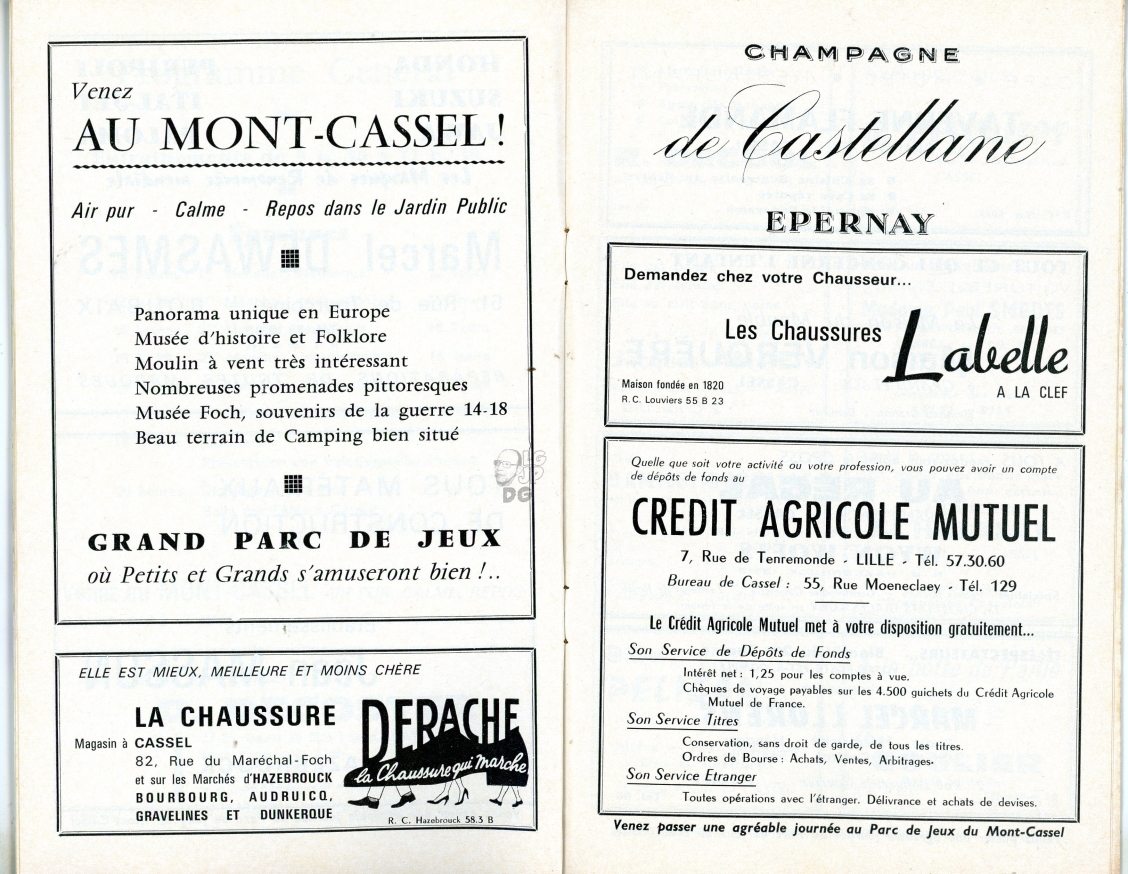 Venez
AU MONT-CASSEL !
Air pur - Calme - Repos dans le Jardin Public
Panorama unique en Europe
Musée d'histoire et Folklore
Moulin à vent très intéressant
Nombreuses promenades pittoresques
Musée Foch, souvenirs de la guerre 14-18
Beau terrain de Camping bien situé
DG
GRAND PARC DE JEUX
où Petits et Grands s'amuseront bien !..
ELLE EST MIEUX, MEILLEURE ET MOINS CHÈRE
LA CHAUSSURE
DERACHE
la Chaussure qui Marche
Magasin à CASSEL
82, Rue du Maréchal-Foch
et sur les Marchés d'HAZEBROUCK
BOURBOURG, AUDRUICQ,
GRAVELINES ET DUNKERQUE
R. C. Hazebrouck 58.3 B
CHAMPAGNE
de Castellane
EPERNAY
Demandez chez votre Chausseur...
Les Chaussures Labelle
A LA CLEF
Maison fondée en 1820
R.C. Louviers 55 B 23
Quelle que soit votre activité ou votre profession, vous pouvez avoir un compte
de dépôts de fonds au
CREDIT AGRICOLE MUTUEL
7, Rue de Tenremonde - LILLE - Tél. 57.30.60
Bureau de Cassel : 55, Rue Moeneclaey - Tél. 129
Le Crédit Agricole Mutuel met à votre disposition gratuitement...
Son Service de Dépôts de Fonds
Intérêt net : 1,25 pour les comptes à vue.
Chèques de voyage payables sur les 4.500 guichets du Crédit Agricole
Mutuel de France.
Son Service Titres
Conservation, sans droit de garde, de tous les titres.
Ordres de Bourse : Achats, Ventes, Arbitrages.
Son Service Etranger
Toutes opérations avec l'étranger. Délivrance et achats de devises.
Venez passer une agréable journée au Parc de Jeux du Mont-Cassel